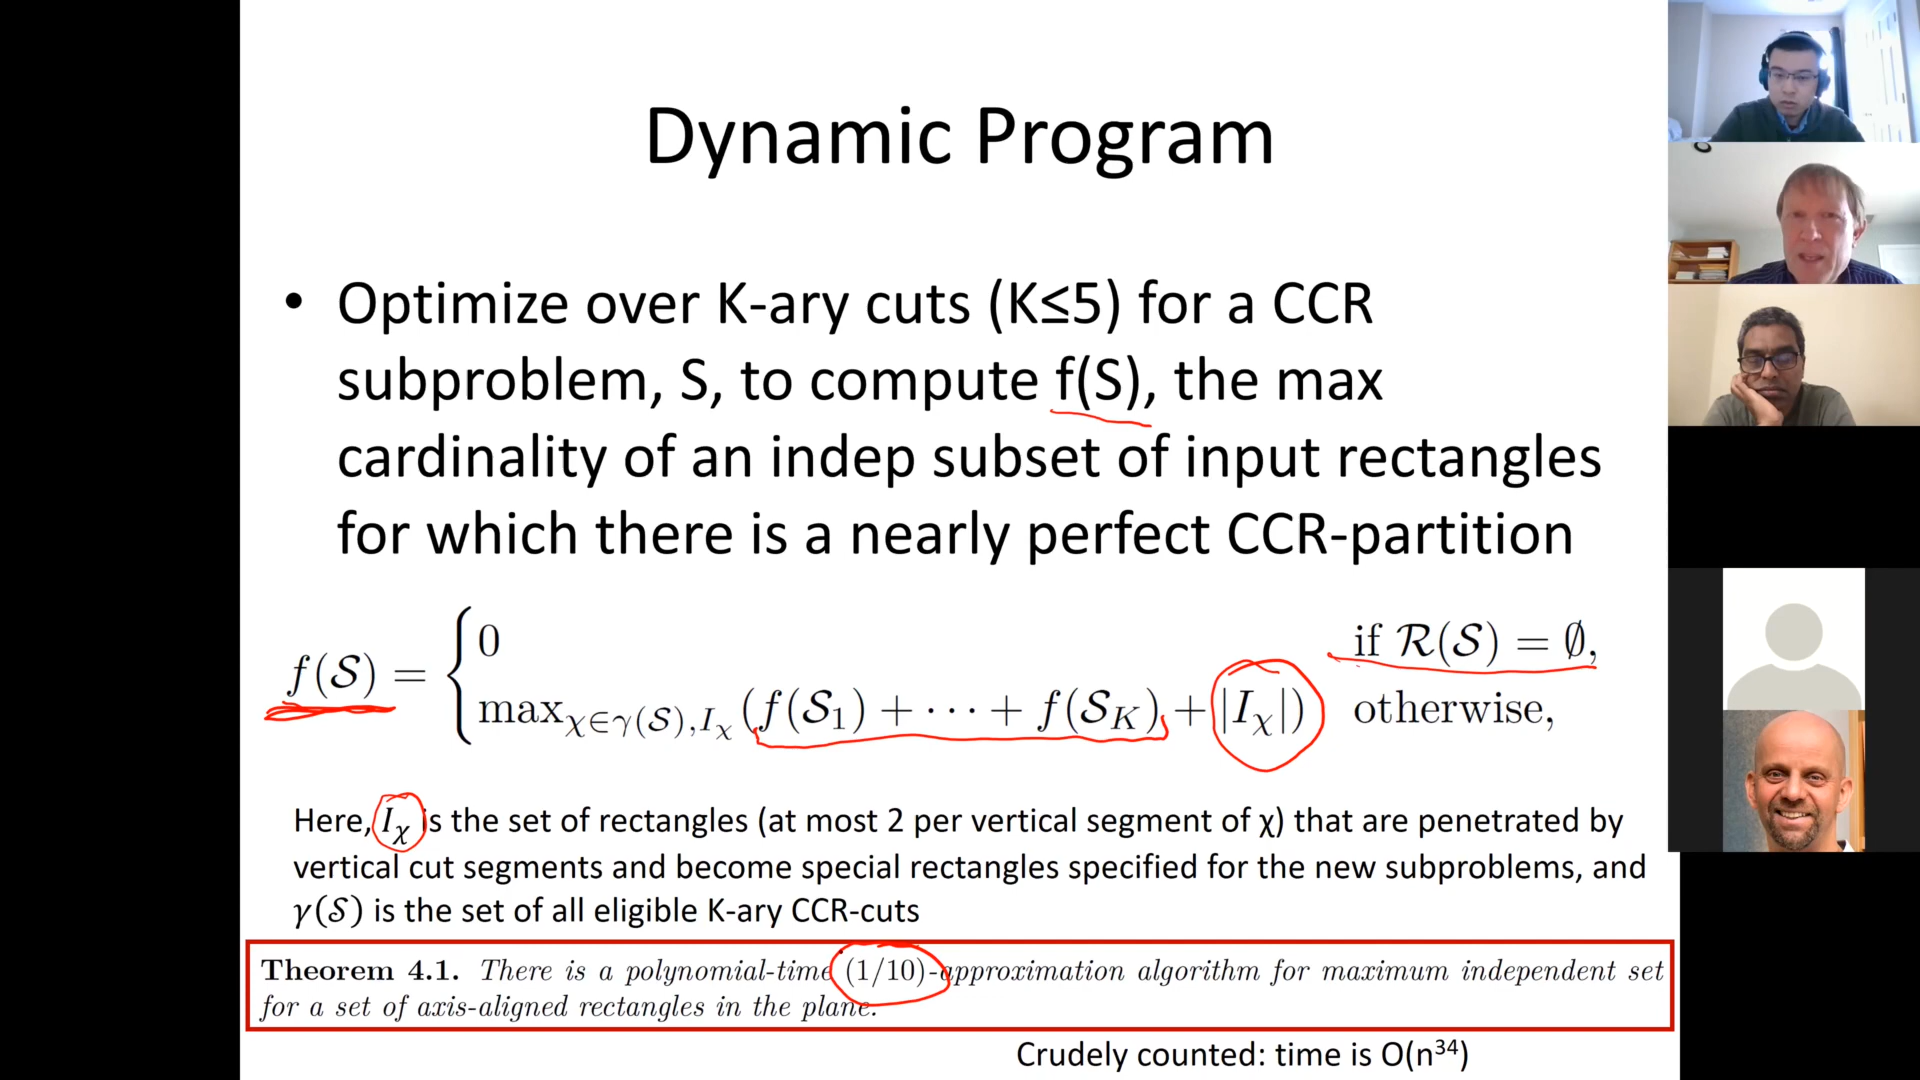 Dynamic Program
• Optimize over K-ary cuts (K≤5) for a CCR
subproblem, S, to compute f(S), the max
cardinality of an indep subset of input rectangles
for which there is a nearly perfect CCR-partition
f(𝒮) = { 0 if ℛ(𝒮) = ∅,
max_{χ∈γ(𝒮), I_χ} (f(𝒮₁) + ··· + f(𝒮_K) + |I_χ|) otherwise,
Here, I_χ is the set of rectangles (at most 2 per vertical segment of χ) that are penetrated by
vertical cut segments and become special rectangles specified for the new subproblems, and
γ(𝒮) is the set of all eligible K-ary CCR-cuts
Theorem 4.1. There is a polynomial-time (1/10)-approximation algorithm for maximum independent set
for a set of axis-aligned rectangles in the plane.
Crudely counted: time is O(n³⁴)